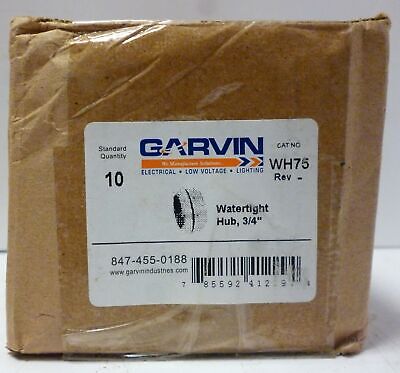 Standard
Quantity
10
GARVIN
We Manufacture Solutions
ELECTRICAL • LOW VOLTAGE • LIGHTING
CAT NO.
WH75
Rev -
Watertight
Hub, 3/4"
847-455-0188
www.garvinindustries.com
7 85592 412